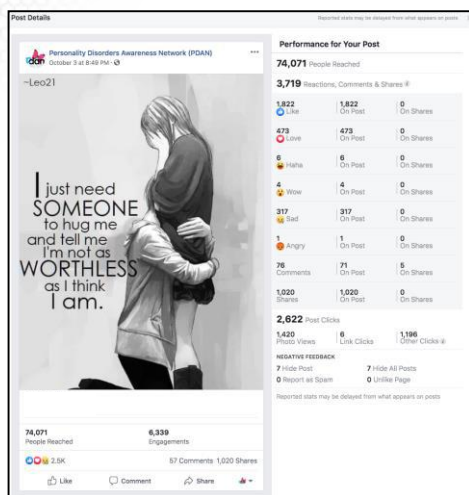 Post Details
Reported stats may be delayed from what appears on posts
Personality Disorders Awareness Network (PDAN)
October 3 at 8:49 PM
~Leo21
I just need
SOMEONE
to hug me
and tell me
I'm not as
WORTHLESS
as I think
I am.
74,071
People Reached
6,339
Engagements
2.5K
57 Comments 1,020 Shares
Like Comment Share
Performance for Your Post
74,071 People Reached
3,719 Reactions, Comments & Shares
1,822 1,822 0
Like On Post On Shares
473 473 0
Love On Post On Shares
6 6 0
Haha On Post On Shares
4 4 0
Wow On Post On Shares
317 317 0
Sad On Post On Shares
1 1 0
Angry On Post On Shares
76 71 5
Comments On Post On Shares
1,020 1,020 0
Shares On Post On Shares
2,622 Post Clicks
1,420 6 1,196
Photo Views Link Clicks Other Clicks
NEGATIVE FEEDBACK
7 Hide Post 7 Hide All Posts
0 Report as Spam 0 Unlike Page
Reported stats may be delayed from what appears on posts